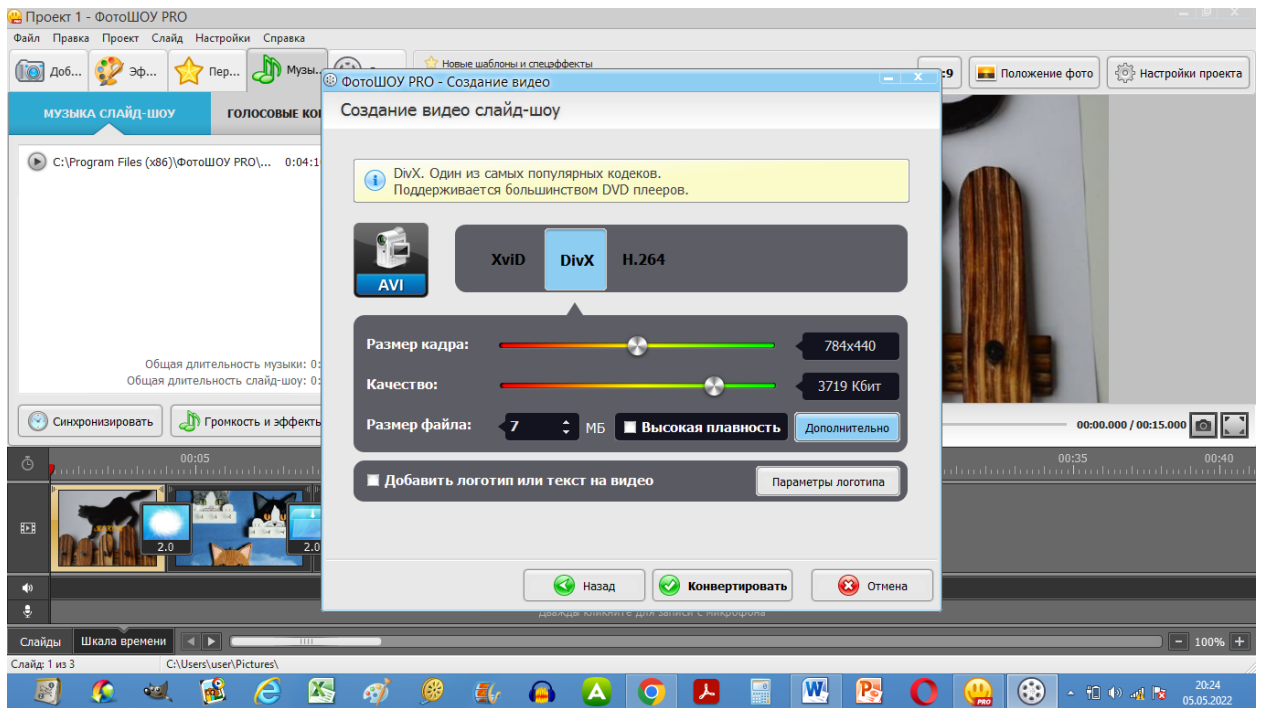 Проект 1 - ФотоШОУ PRO
Файл Правка Проект Слайд Настройки Справка
Доб...
Эф...
Пер...
Музы...
Новые шаблоны и спецэффекты
:9
Положение фото
Настройки проекта
МУЗЫКА СЛАЙД-ШОУ
ГОЛОСОВЫЕ КО
C:\Program Files (x86)\ФотоШОУ PRO\... 0:04:1
Общая длительность музыки: 0:
Общая длительность слайд-шоу: 0:
Синхронизировать
Громкость и эффекты
ФотоШОУ PRO - Создание видео
Создание видео слайд-шоу
DivX. Один из самых популярных кодеков.
Поддерживается большинством DVD плееров.
AVI
XviD DivX H.264
Размер кадра: 784x440
Качество: 3719 Кбит
Размер файла: 7 МБ Высокая плавность Дополнительно
Добавить логотип или текст на видео Параметры логотипа
Назад Конвертировать Отмена
00:00.000 / 00:15.000
00:05 00:35 00:40
2.0 2.0
Дважды кликните для записи с микрофона
Слайды Шкала времени 100%
Слайд: 1 из 3 C:\Users\user\Pictures\
PRO
20:24
05.05.2022